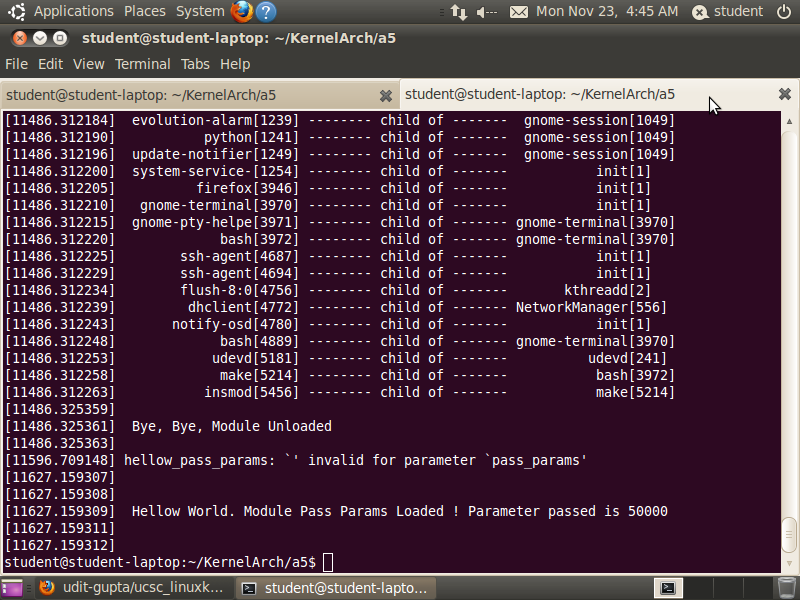 Applications Places System Mon Nov 23, 4:45 AM student
student@student-laptop: ~/KernelArch/a5
File Edit View Terminal Tabs Help
student@student-laptop: ~/KernelArch/a5 student@student-laptop: ~/KernelArch/a5
[11486.312184] evolution-alarm[1239] -------- child of ------- gnome-session[1049]
[11486.312190] python[1241] -------- child of ------- gnome-session[1049]
[11486.312196] update-notifier[1249] -------- child of ------- gnome-session[1049]
[11486.312200] system-service-[1254] -------- child of ------- init[1]
[11486.312205] firefox[3946] -------- child of ------- init[1]
[11486.312210] gnome-terminal[3970] -------- child of ------- init[1]
[11486.312215] gnome-pty-helpe[3971] -------- child of ------- gnome-terminal[3970]
[11486.312220] bash[3972] -------- child of ------- gnome-terminal[3970]
[11486.312225] ssh-agent[4687] -------- child of ------- init[1]
[11486.312229] ssh-agent[4694] -------- child of ------- init[1]
[11486.312234] flush-8:0[4756] -------- child of ------- kthreadd[2]
[11486.312239] dhclient[4772] -------- child of ------- NetworkManager[556]
[11486.312243] notify-osd[4780] -------- child of ------- init[1]
[11486.312248] bash[4889] -------- child of ------- gnome-terminal[3970]
[11486.312253] udevd[5181] -------- child of ------- udevd[241]
[11486.312258] make[5214] -------- child of ------- bash[3972]
[11486.312263] insmod[5456] -------- child of ------- make[5214]
[11486.325359]
[11486.325361] Bye, Bye, Module Unloaded
[11486.325363]
[11596.709148] hellow_pass_params: `' invalid for parameter `pass_params'
[11627.159307]
[11627.159308]
[11627.159309] Hellow World. Module Pass Params Loaded ! Parameter passed is 50000
[11627.159311]
[11627.159312]
student@student-laptop:~/KernelArch/a5$
udit-gupta/ucsc_linuxk... student@student-lapto...